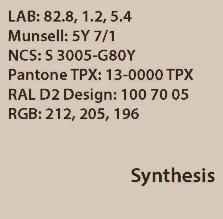 LAB: 82.8, 1.2, 5.4
Munsell: 5Y 7/1
NCS: S 3005-G80Y
Pantone TPX: 13-0000 TPX
RAL D2 Design: 100 70 05
RGB: 212, 205, 196
Synthesis